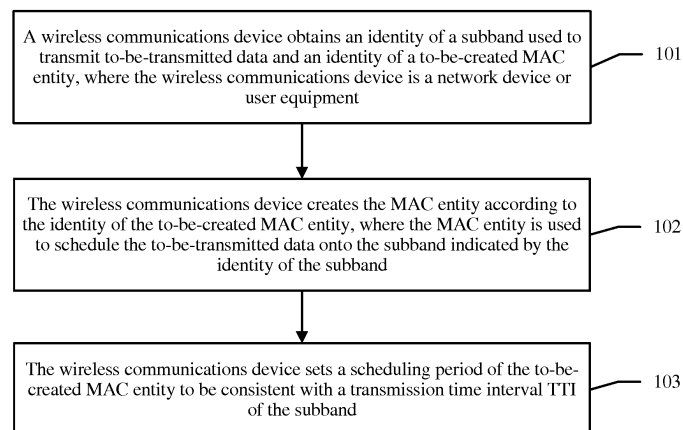 A wireless communications device obtains an identity of a subband used to
transmit to-be-transmitted data and an identity of a to-be-created MAC
entity, where the wireless communications device is a network device or
user equipment
101
The wireless communications device creates the MAC entity according to
the identity of the to-be-created MAC entity, where the MAC entity is used
to schedule the to-be-transmitted data onto the subband indicated by the
identity of the subband
102
The wireless communications device sets a scheduling period of the to-be-
created MAC entity to be consistent with a transmission time interval TTI
of the subband
103